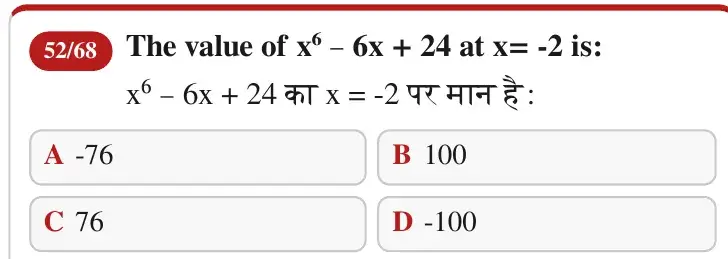 52/68 The value of x⁶ – 6x + 24 at x= -2 is:
x⁶ – 6x + 24 का x = -2 पर मान है :
A -76
B 100
C 76
D -100